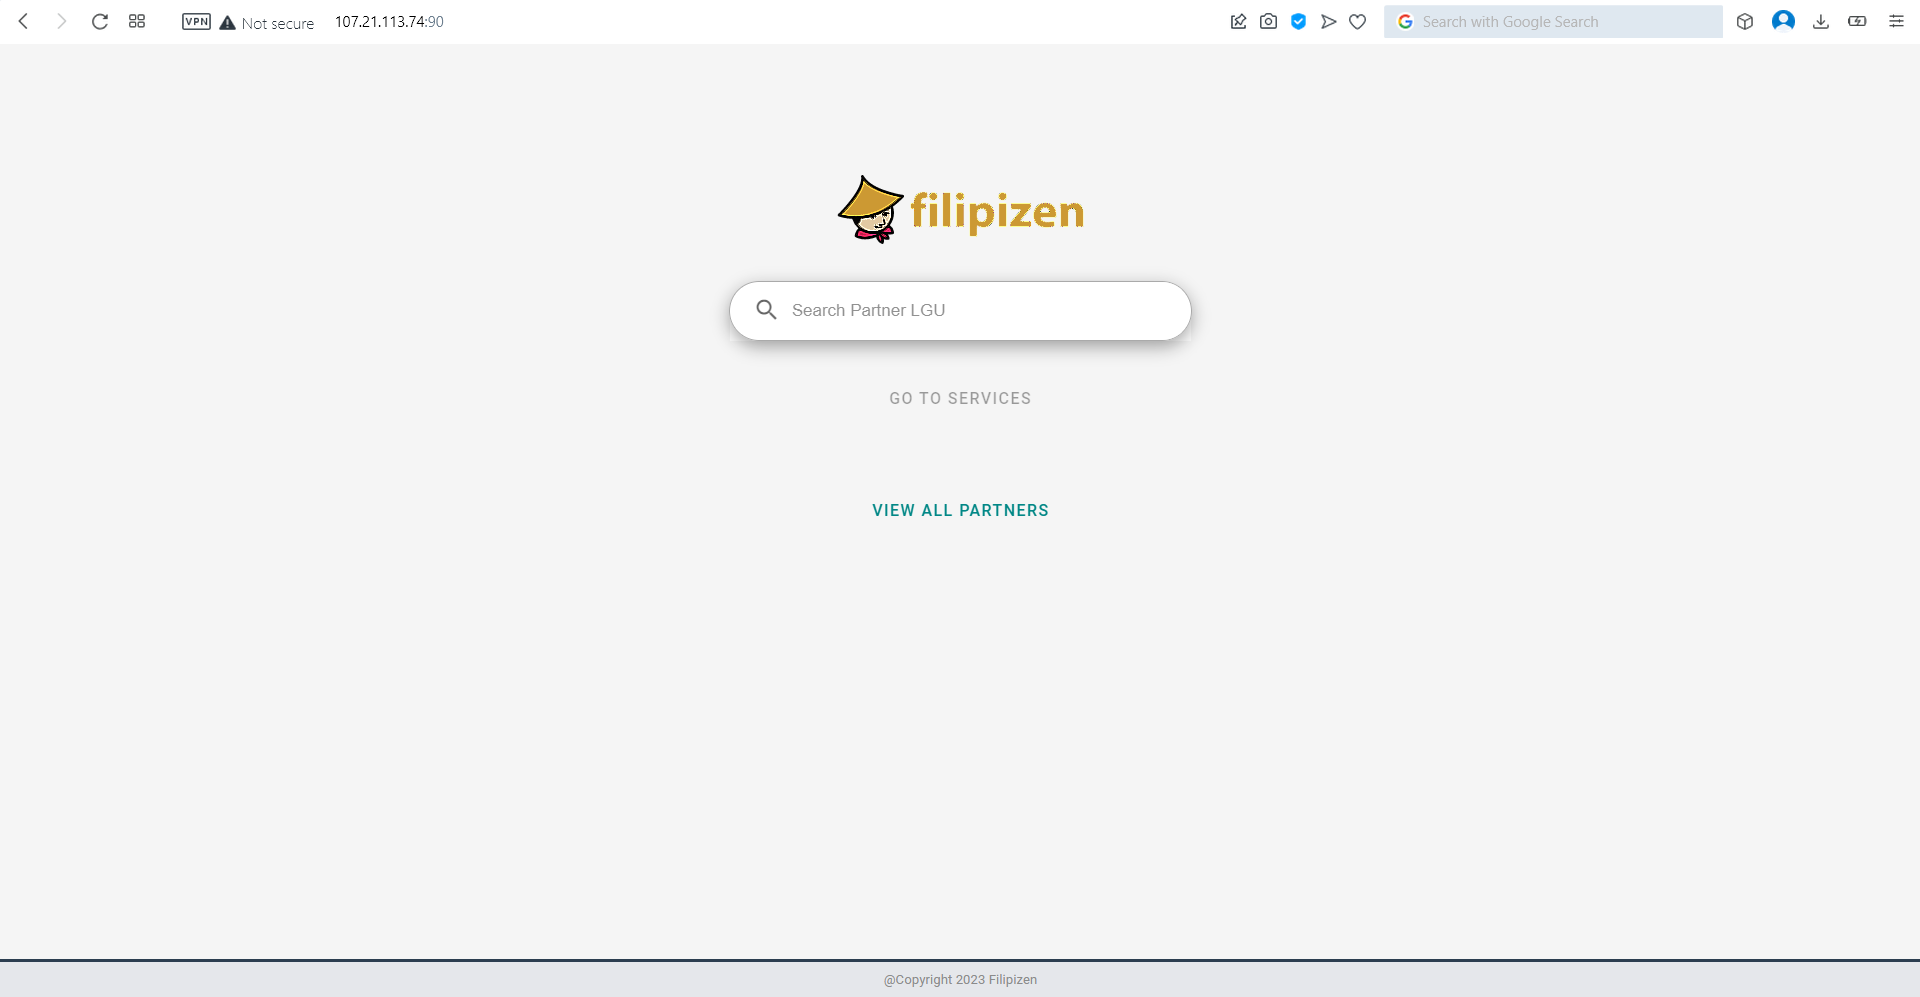 VPN Not secure 107.21.113.74:90 Search with Google Search
filipizen
Search Partner LGU
GO TO SERVICES
VIEW ALL PARTNERS
@Copyright 2023 Filipizen